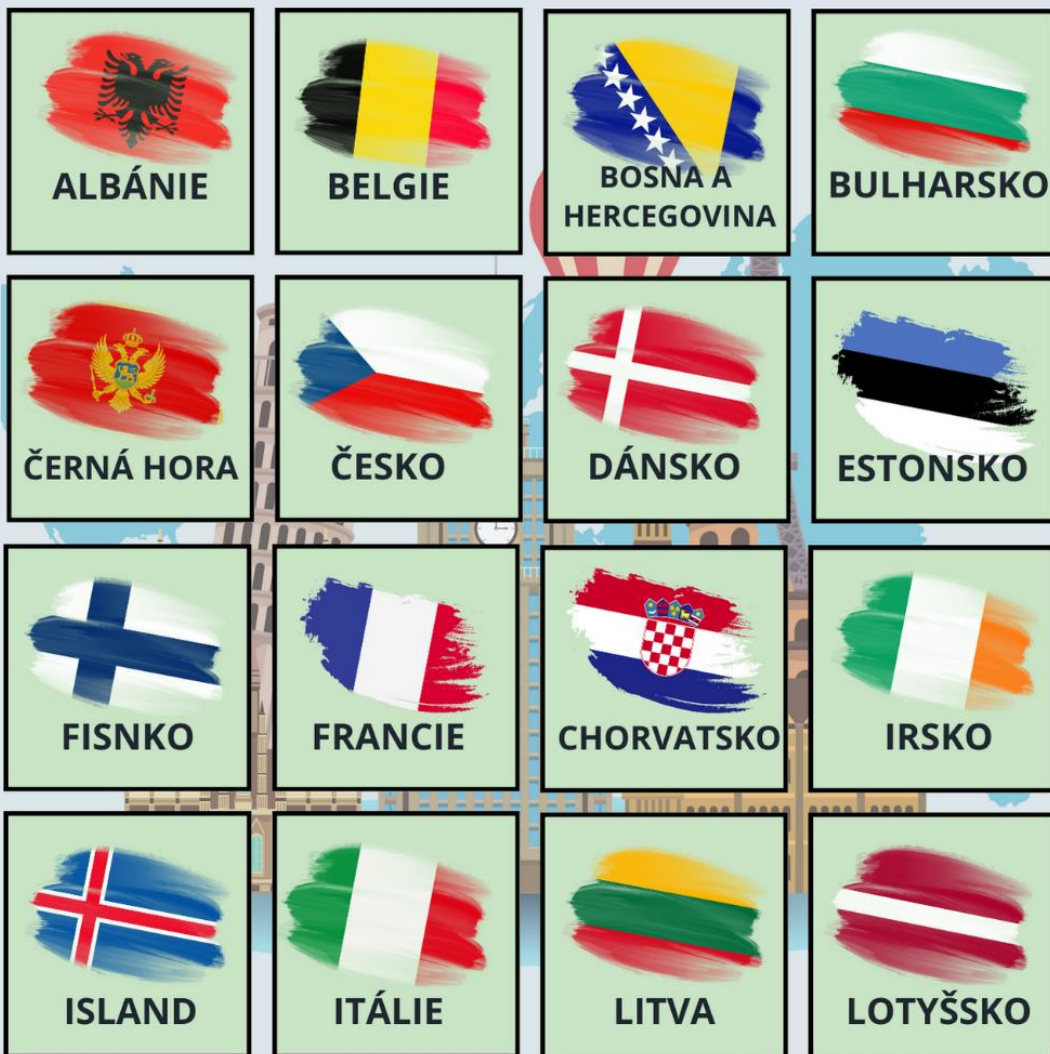 ALBÁNIE
BELGIE
BOSNA A
HERCEGOVINA
BULHARSKO
ČERNÁ HORA
ČESKO
DÁNSKO
ESTONSKO
FISNKO
FRANCIE
CHORVATSKO
IRSKO
ISLAND
ITÁLIE
LITVA
LOTYŠSKO